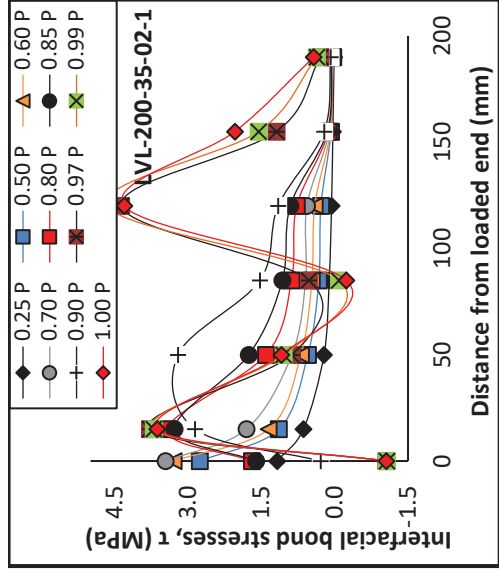 0.25 P
0.50 P
0.60 P
0.70 P
0.80 P
0.85 P
0.90 P
0.97 P
0.99 P
1.00 P
LVL-200-35-02-1
Interfacial bond stresses, τ (MPa)
4.5
3.0
1.5
0.0
-1.5
0
50
100
150
200
Distance from loaded end (mm)